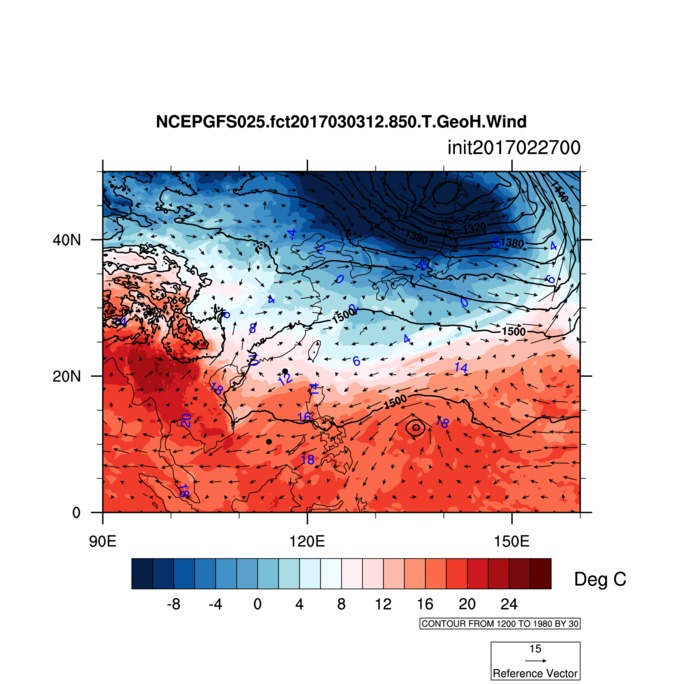 NCEPGFS025.fct2017030312.850.T.GeoH.Wind
init2017022700
1440
1320
1380
1380
40N
1500
1500
20N
1500
0
90E
120E
150E
-8 -4 0 4 8 12 16 20 24
Deg C
CONTOUR FROM 1200 TO 1980 BY 30
15
Reference Vector